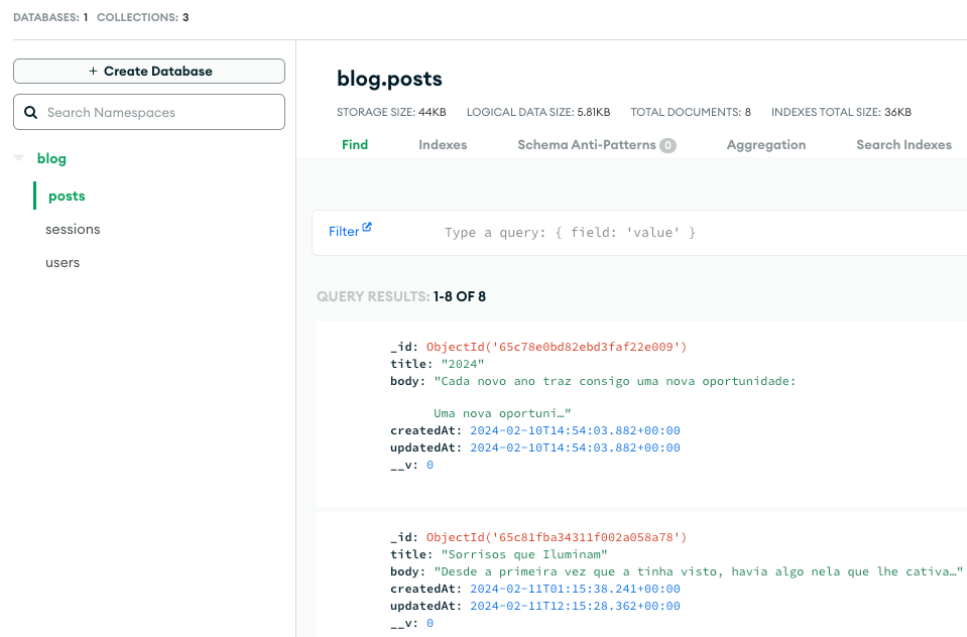 DATABASES: 1 COLLECTIONS: 3
+ Create Database
Search Namespaces
blog
posts
sessions
users
blog.posts
STORAGE SIZE: 44KB LOGICAL DATA SIZE: 5.81KB TOTAL DOCUMENTS: 8 INDEXES TOTAL SIZE: 36KB
Find Indexes Schema Anti-Patterns 0 Aggregation Search Indexes
Filter Type a query: { field: 'value' }
QUERY RESULTS: 1-8 OF 8
_id: ObjectId('65c78e0bd82ebd3faf22e009')
title: "2024"
body: "Cada novo ano traz consigo uma nova oportunidade:
Uma nova oportuni…"
createdAt: 2024-02-10T14:54:03.882+00:00
updatedAt: 2024-02-10T14:54:03.882+00:00
__v: 0
_id: ObjectId('65c81fba34311f002a058a78')
title: "Sorrisos que Iluminam"
body: "Desde a primeira vez que a tinha visto, havia algo nela que lhe cativa…"
createdAt: 2024-02-11T01:15:38.241+00:00
updatedAt: 2024-02-11T12:15:28.362+00:00
__v: 0